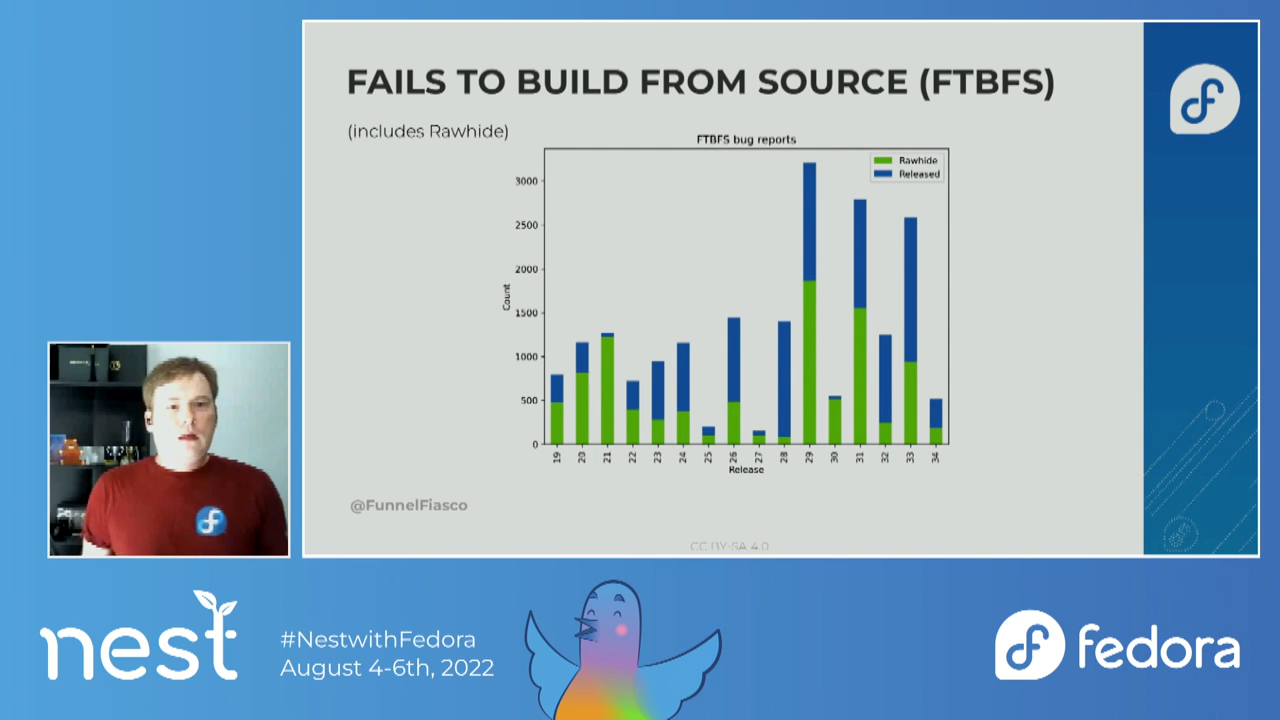 FAILS TO BUILD FROM SOURCE (FTBFS)
(includes Rawhide)
FTBFS bug reports
Rawhide
Released
3000
2500
2000
1500
1000
500
0
Count
19 20 21 22 23 24 25 26 27 28 29 30 31 32 33 34
Release
@FunnelFiasco
CC BY-SA 4.0
nest
#NestwithFedora
August 4-6th, 2022
fedora